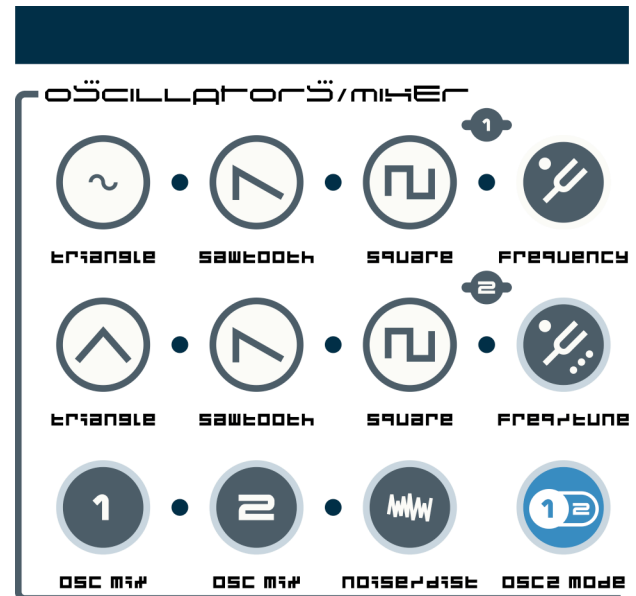 OSCILLATORS/MIXER
1
triangle sawtooth square Frequency
2
triangle sawtooth square Freq/tune
1 2 1 2
osc mix osc mix noise/dist osc2 mode